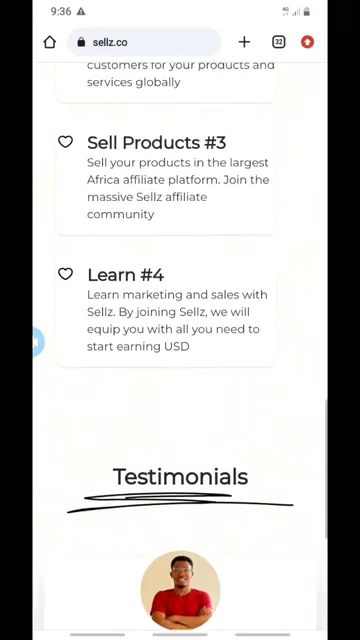 9:36
sellz.co
32
customers for your products and
services globally
Sell Products #3
Sell your products in the largest
Africa affiliate platform. Join the
massive Sellz affiliate
community
Learn #4
Learn marketing and sales with
Sellz. By joining Sellz, we will
equip you with all you need to
start earning USD
Testimonials